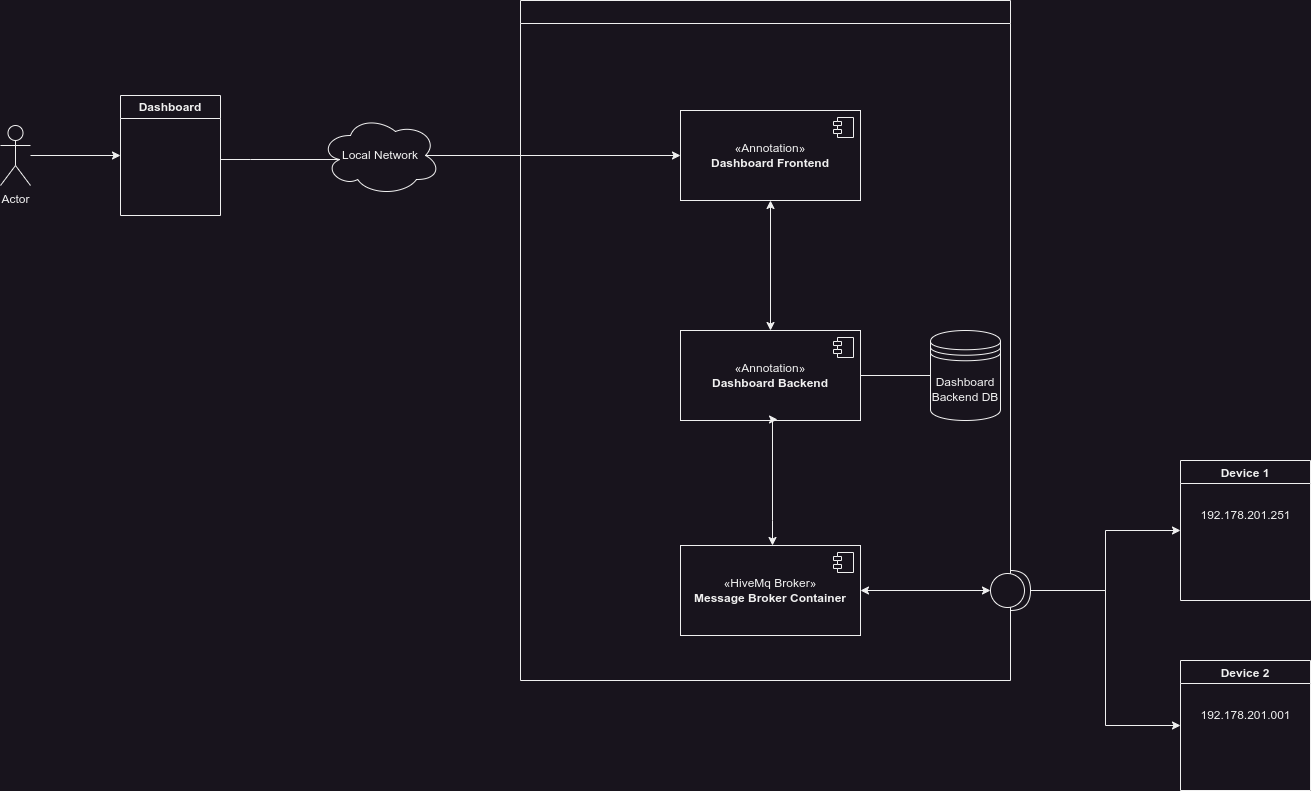 Actor
Dashboard
Local Network
«Annotation»
Dashboard Frontend
«Annotation»
Dashboard Backend
Dashboard
Backend DB
«HiveMq Broker»
Message Broker Container
Device 1
192.178.201.251
Device 2
192.178.201.001